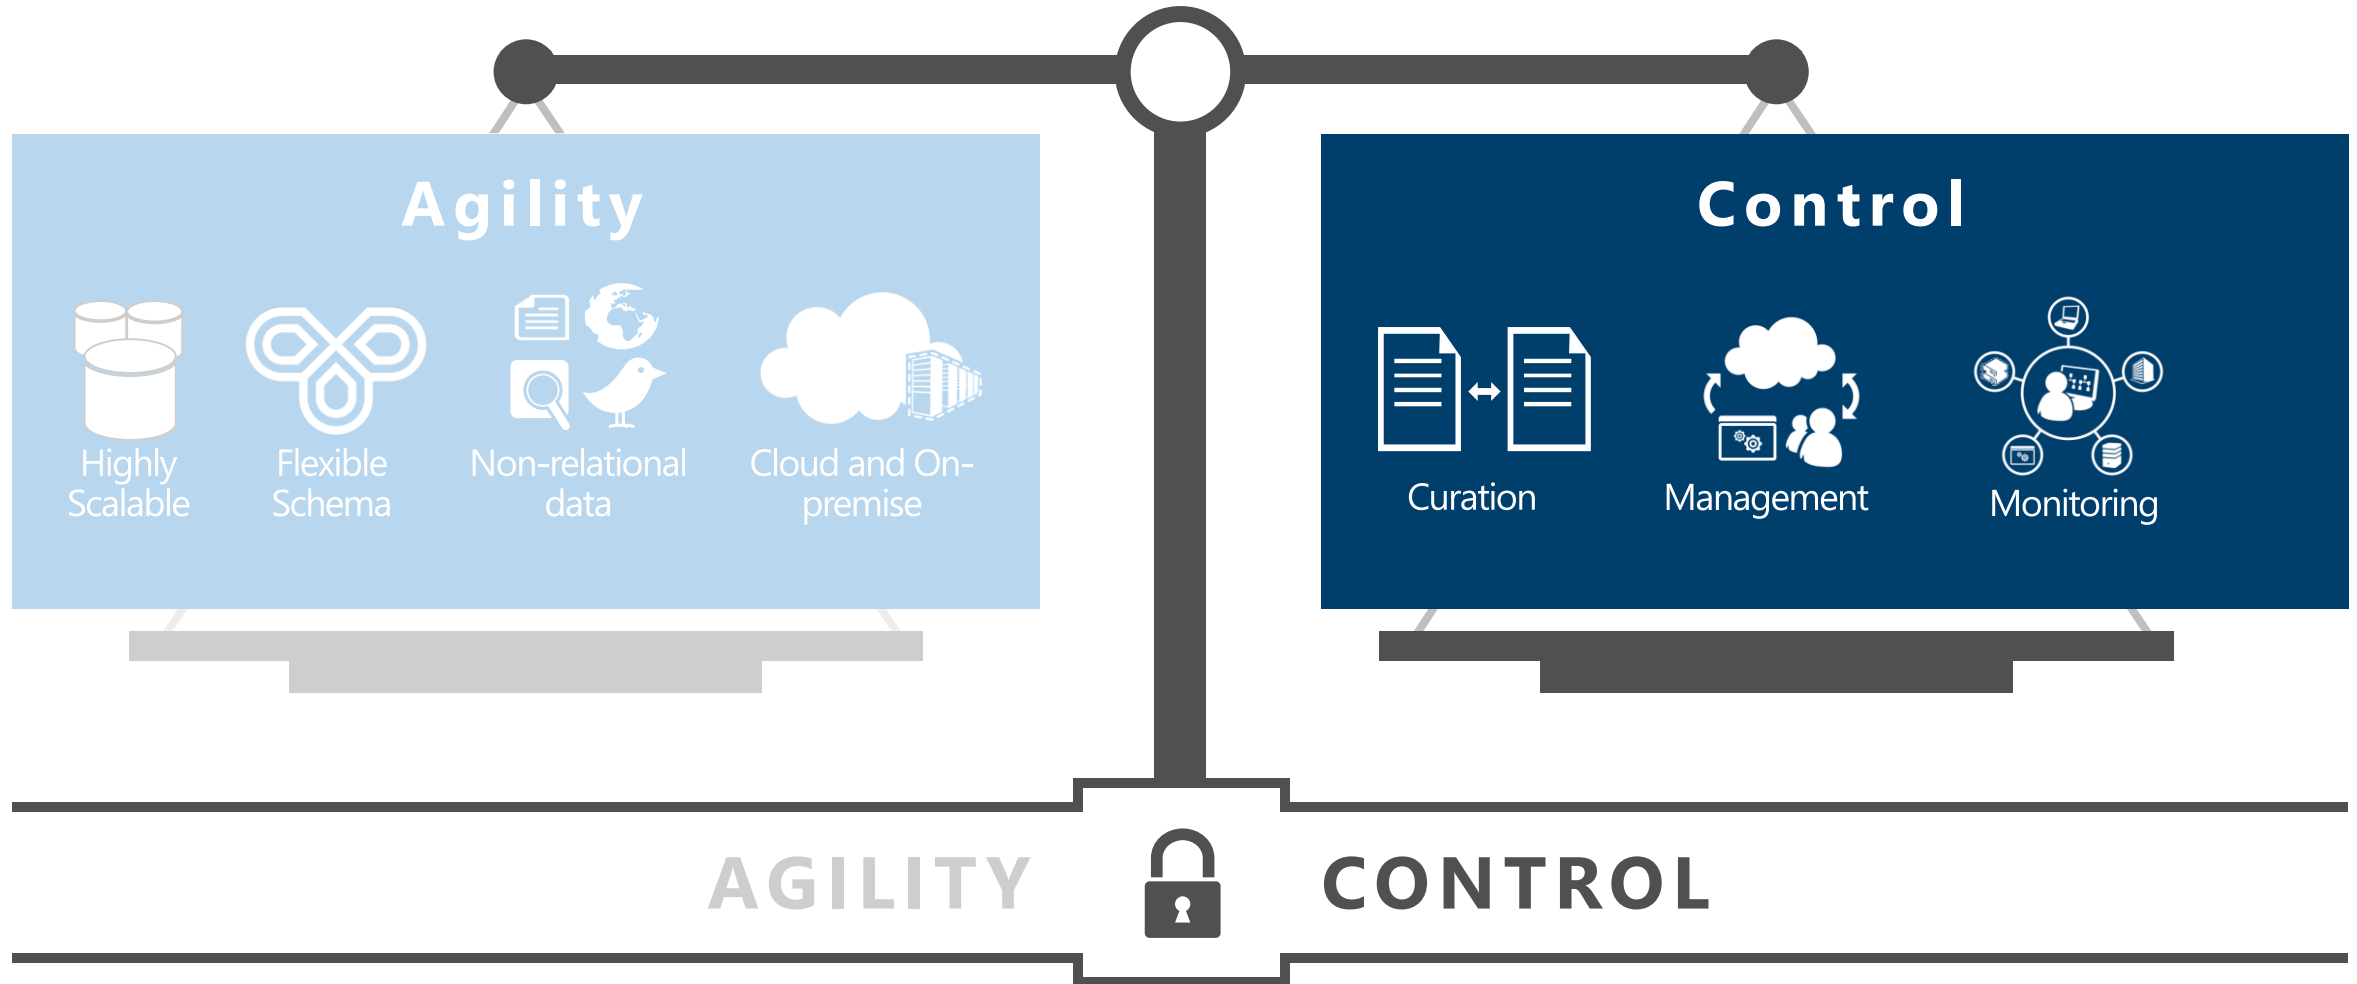 Agility
Highly
Scalable
Flexible
Schema
Non-relational
data
Cloud and On-
premise
Control
Curation
Management
Monitoring
AGILITY
CONTROL